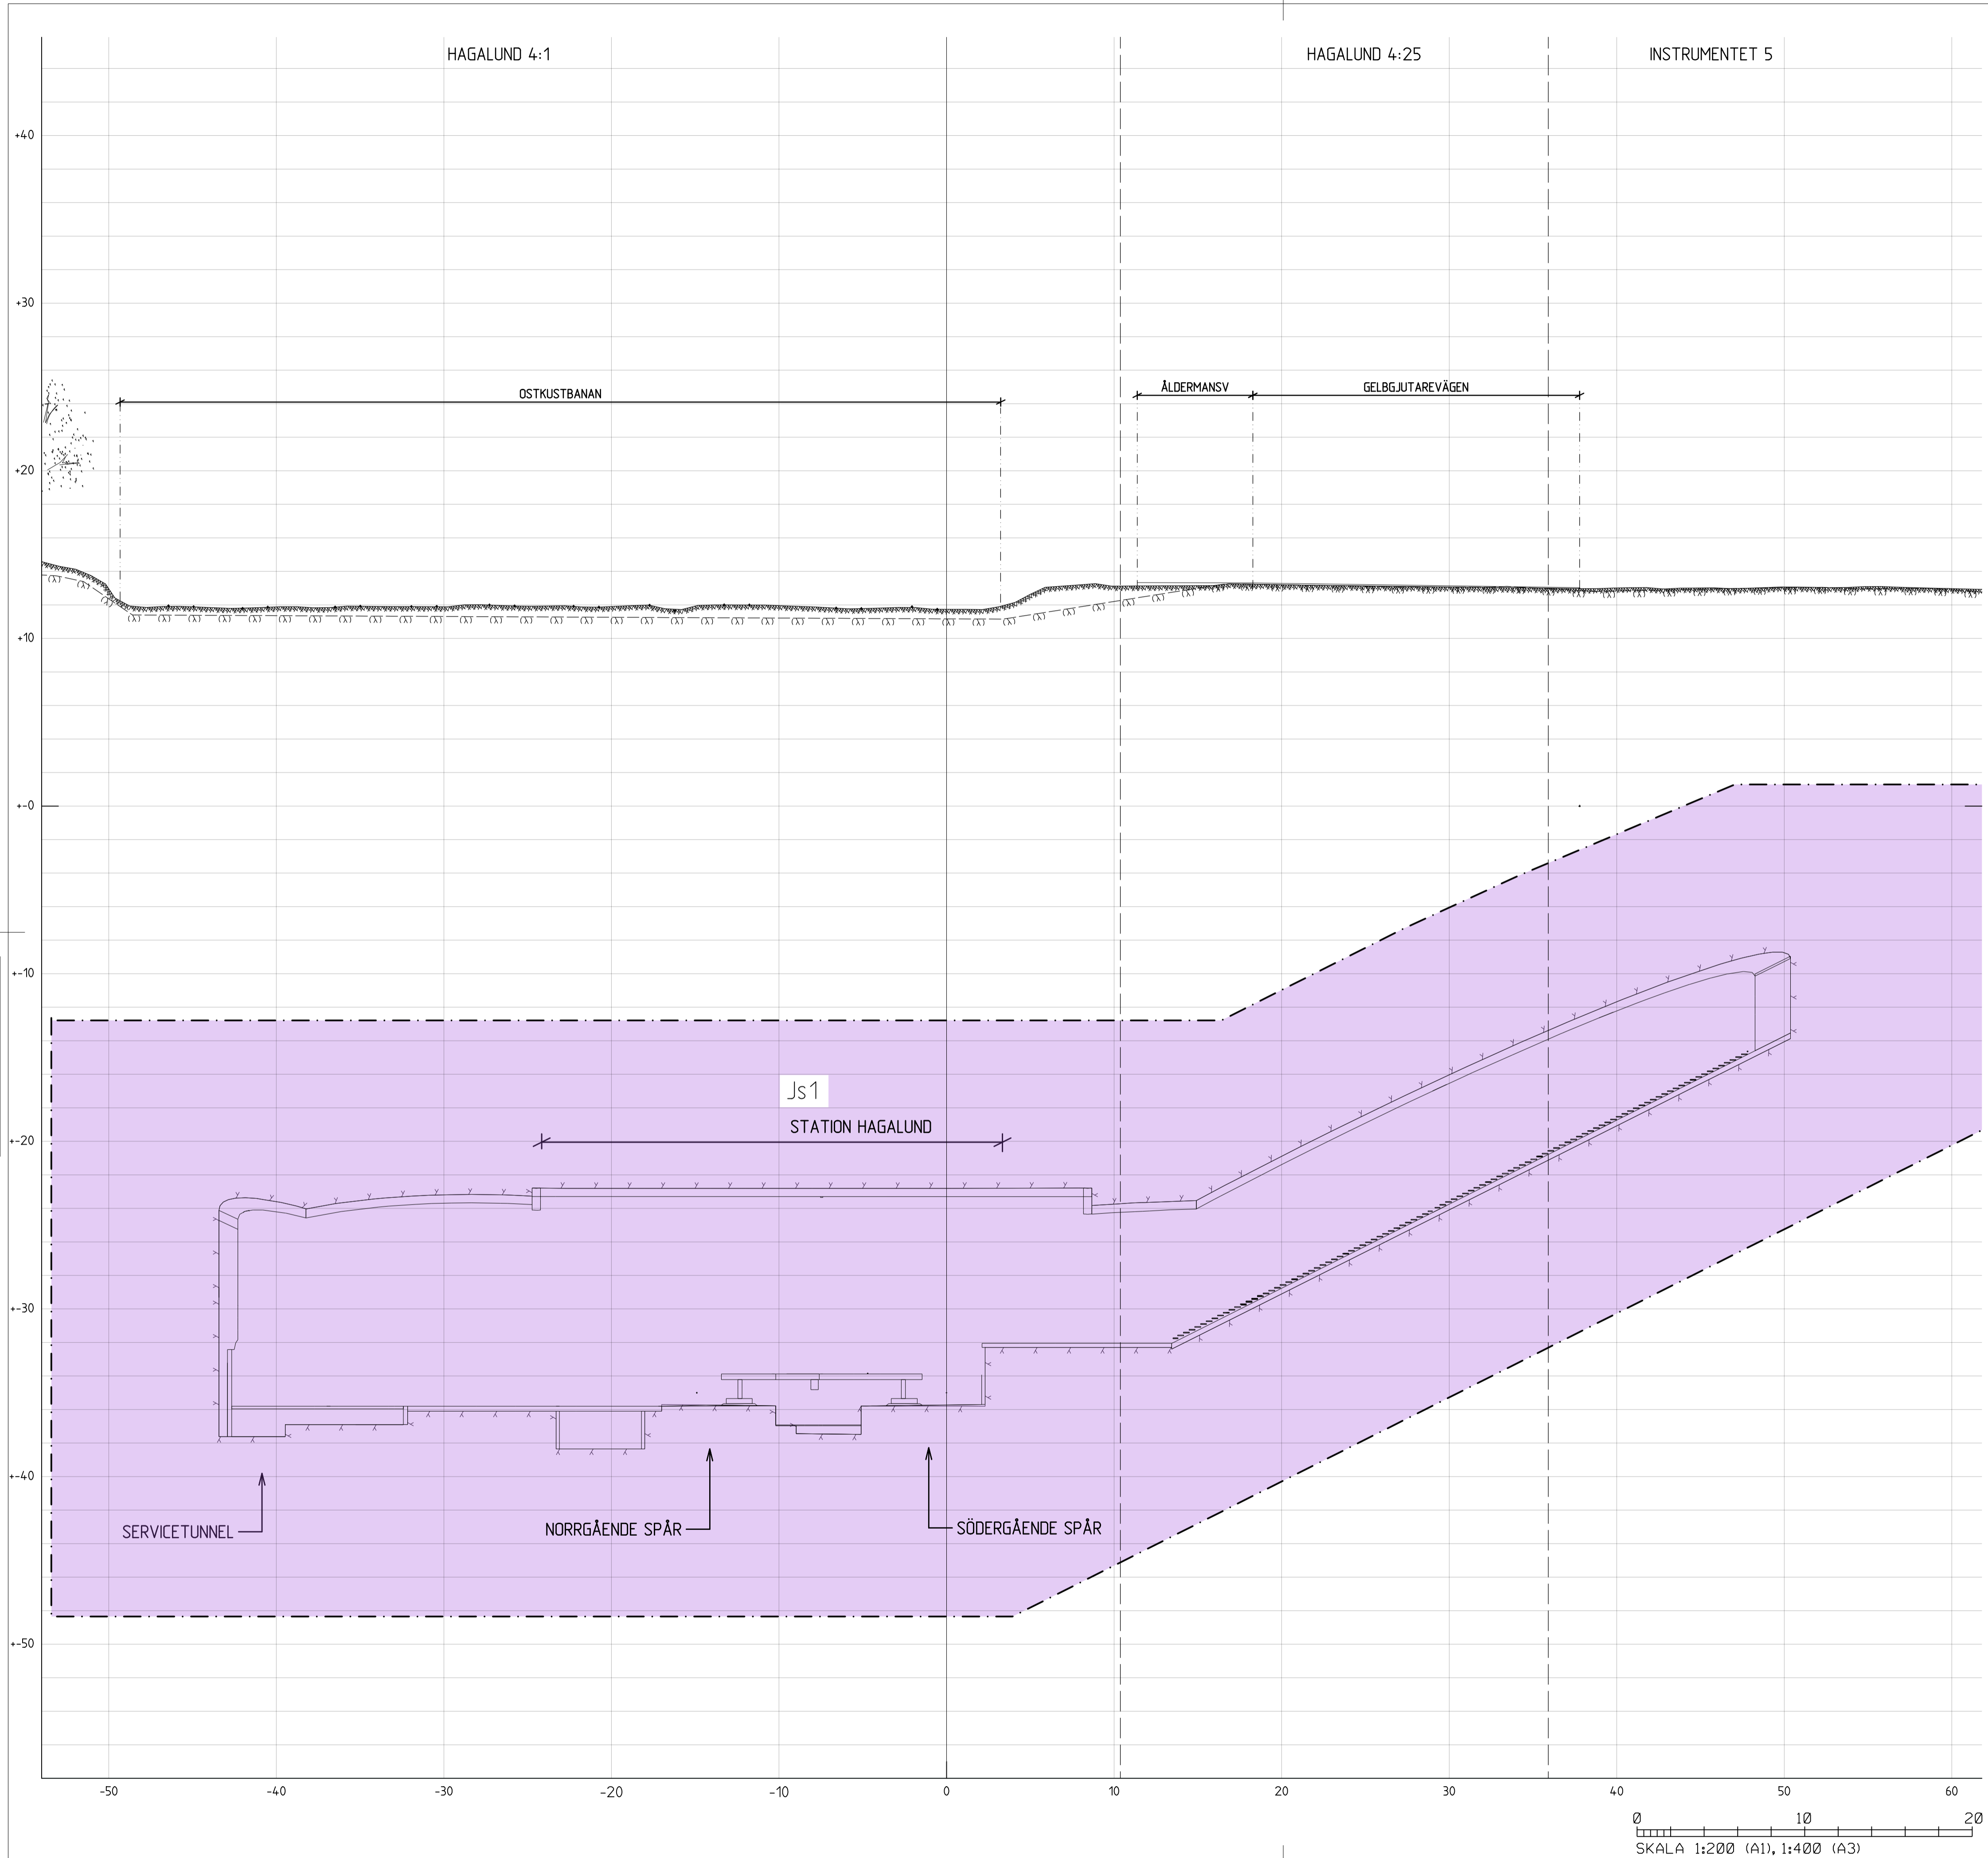 HAGALUND 4:1 HAGALUND 4:25 INSTRUMENTET 5
+40
+30
OSTKUSTBANAN ÅLDERMANSV GELBGJUTAREVÄGEN
+20
+10
+-0
+-10
Js1
STATION HAGALUND
+-20
+-30
+-40
SERVICETUNNEL NORRGÅENDE SPÅR SÖDERGÅENDE SPÅR
+-50
-50 -40 -30 -20 -10 0 10 20 30 40 50 60
0 10 20
SKALA 1:200 (A1), 1:400 (A3)